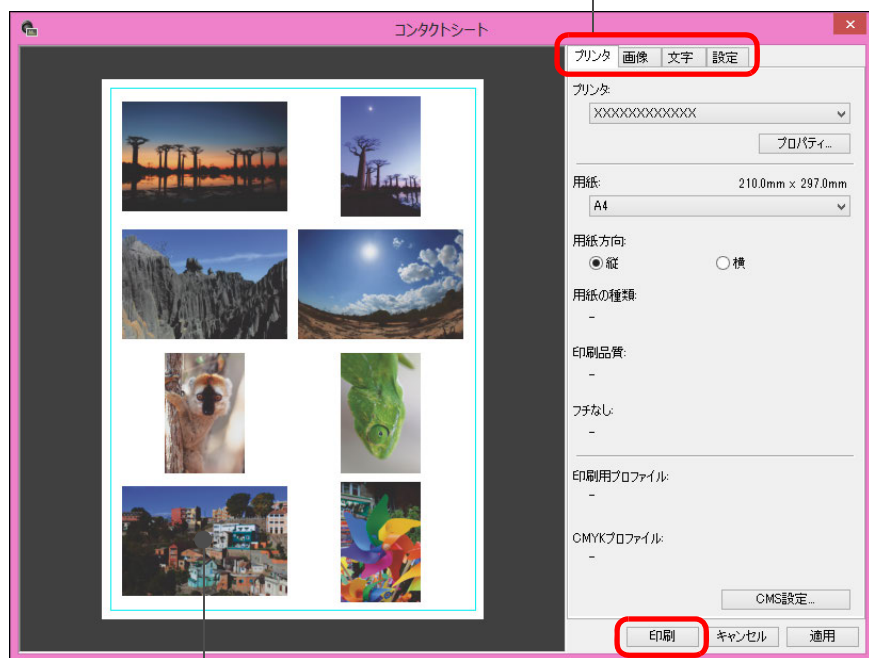 コンタクトシート
プリンタ 画像 文字 設定
プリンタ:
XXXXXXXXXXXXX
プロパティ...
用紙: 210.0mm × 297.0mm
A4
用紙方向:
縦 横
用紙の種類:
-
印刷品質:
-
フチなし:
-
印刷用プロファイル:
-
CMYKプロファイル:
-
CMS設定...
印刷 キャンセル 適用